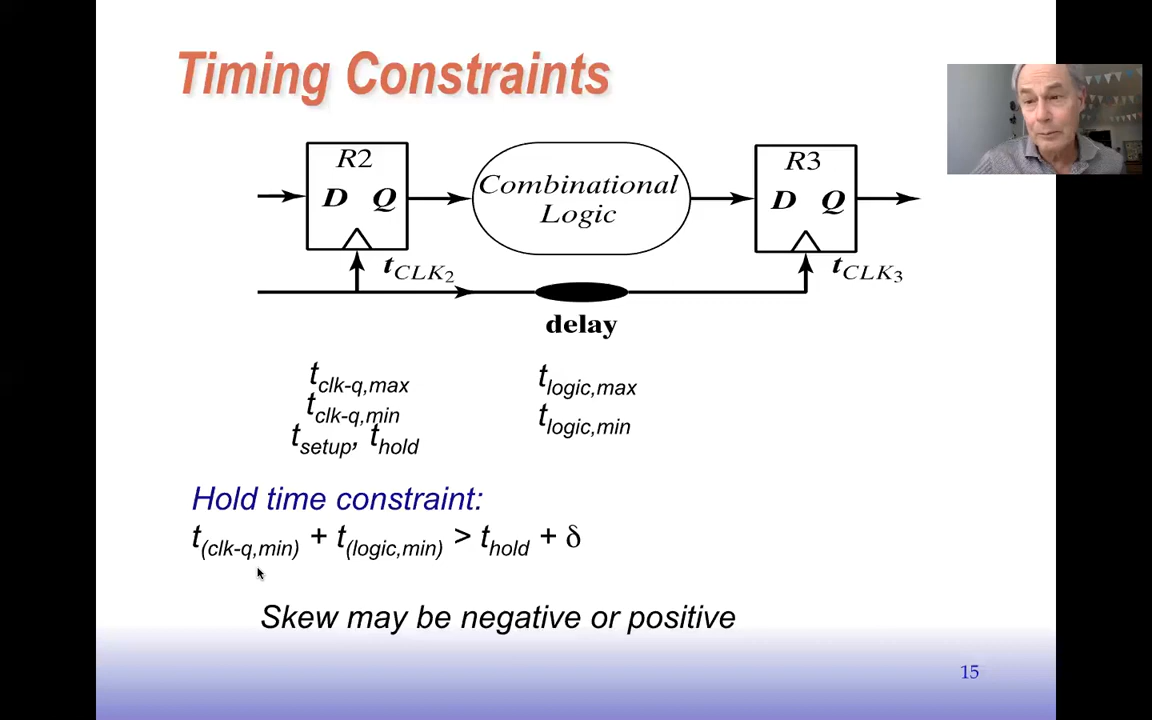 Timing Constraints
R2
D Q
Combinational
Logic
R3
D Q
tCLK2
tCLK3
delay
tclk-q,max
tclk-q,min
tsetup, thold
tlogic,max
tlogic,min
Hold time constraint:
t(clk-q,min) + t(logic,min) > thold + δ
Skew may be negative or positive
15